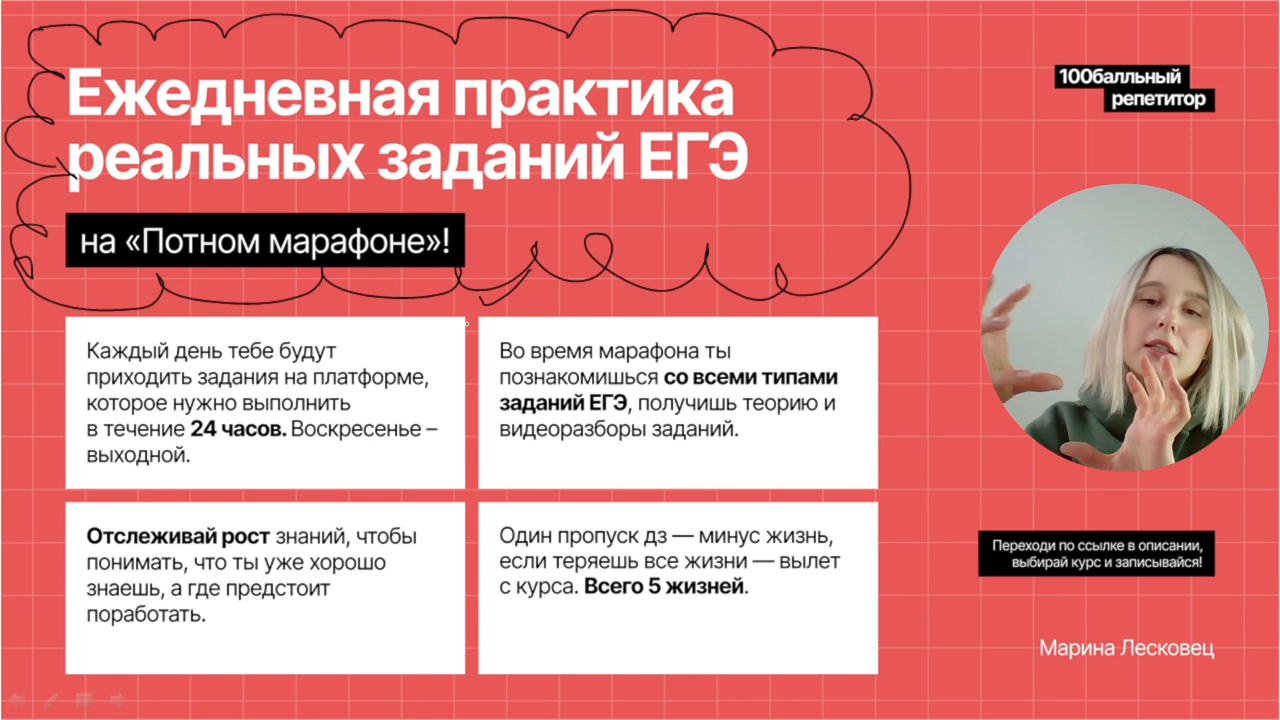 Ежедневная практика
реальных заданий ЕГЭ
на «Потном марафоне»!
100балльный
репетитор
Каждый день тебе будут
приходить задания на платформе,
которое нужно выполнить
в течение 24 часов. Воскресенье –
выходной.
Во время марафона ты
познакомишься со всеми типами
заданий ЕГЭ, получишь теорию и
видеоразборы заданий.
Отслеживай рост знаний, чтобы
понимать, что ты уже хорошо
знаешь, а где предстоит
поработать.
Один пропуск дз — минус жизнь,
если теряешь все жизни — вылет
с курса. Всего 5 жизней.
Переходи по ссылке в описании,
выбирай курс и записывайся!
Марина Лесковец